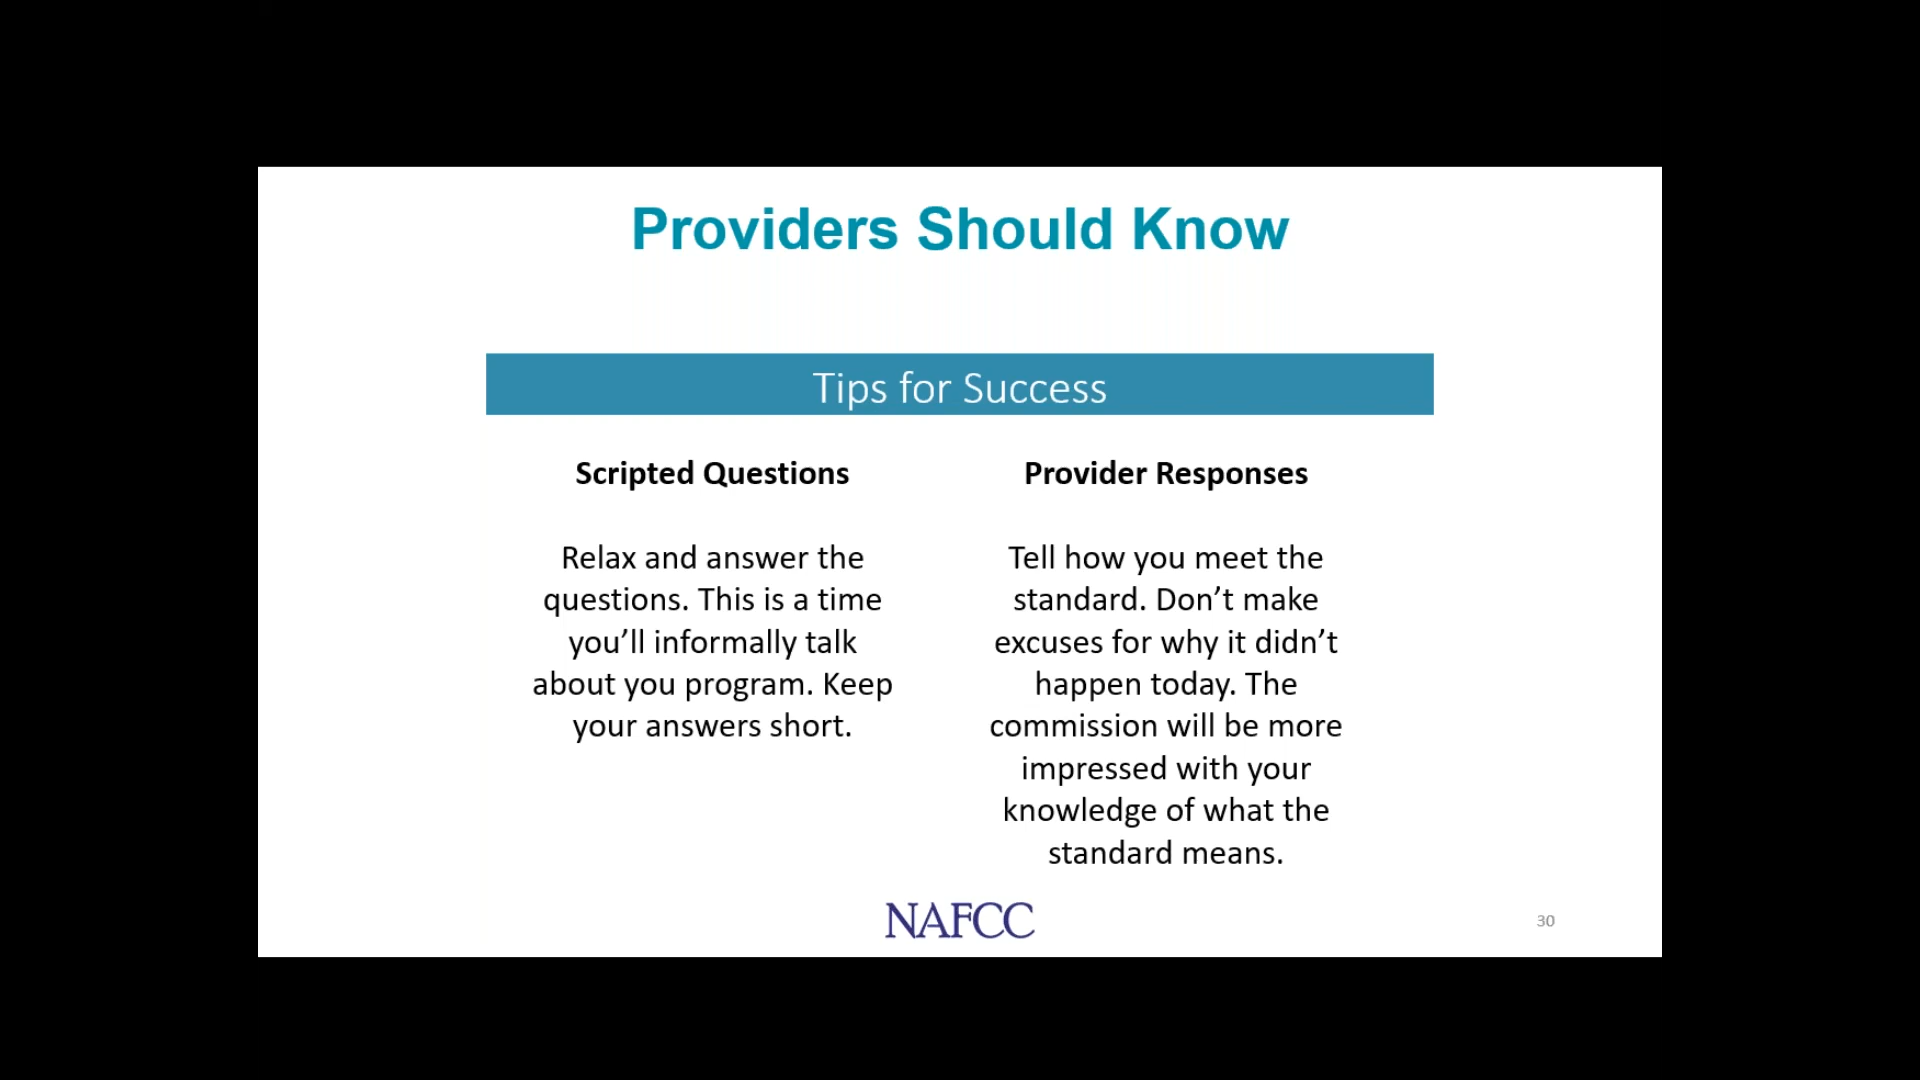 Providers Should Know
Tips for Success
Scripted Questions
Relax and answer the
questions. This is a time
you’ll informally talk
about you program. Keep
your answers short.
Provider Responses
Tell how you meet the
standard. Don’t make
excuses for why it didn’t
happen today. The
commission will be more
impressed with your
knowledge of what the
standard means.
NAFCC
30